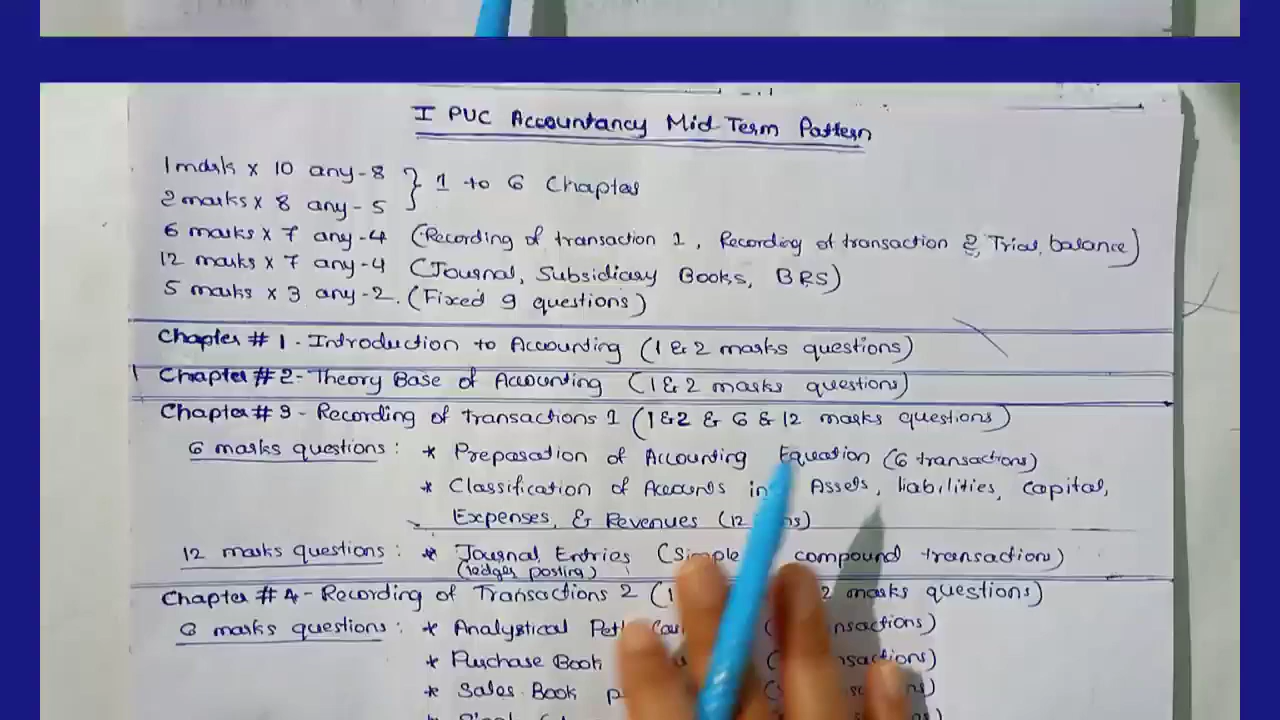 I PUC Accountancy Mid Term Pattern
1 mark x 10 any-8 } 1 to 6 Chapter
2 marks x 8 any - 5
6 marks x 7 any -4 (Recording of transaction 1, Recording of transaction 2, Trial balance)
12 marks x 7 any -4 (Journal, Subsidiary Books, BRS)
5 marks x 3 any -2. (Fixed 9 questions)
Chapter # 1. Introduction to Accounting (1 & 2 marks questions)
Chapter # 2- Theory Base of Accounting (1 & 2 marks questions)
Chapter # 3 - Recording of transactions 1 (1&2 & 6 & 12 marks questions)
6 marks questions : * Preparation of Accounting Equation (6 transactions)
* Classification of Accounts in Assets, liabilities, Capital,
Expenses, & Revenues (12
12 marks questions : * Journal Entries (Simple compound transaction)
(ledger posting)
Chapter # 4 - Recording of Transactions 2 (1 2 marks questions)
6 marks questions : * Analytical Pett
* Purchase Book
* Sales Book